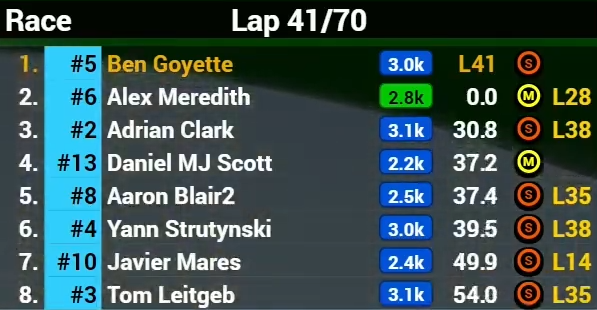 Race Lap 41/70
1. #5 Ben Goyette 3.0k L41 S
2. #6 Alex Meredith 2.8k 0.0 M L28
3. #2 Adrian Clark 3.1k 30.8 S L38
4. #13 Daniel MJ Scott 2.2k 37.2 M
5. #8 Aaron Blair2 2.5k 37.4 S L35
6. #4 Yann Strutynski 3.0k 39.5 S L38
7. #10 Javier Mares 2.4k 49.9 S L14
8. #3 Tom Leitgeb 3.1k 54.0 S L35